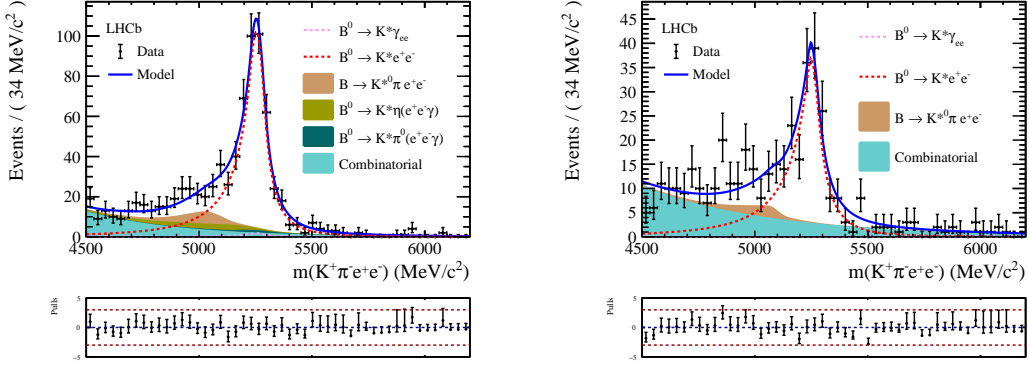 LHCb
Data
Model
B⁰ → K*γₑₑ
B⁰ → K*e⁺e⁻
B → K*⁰π e⁺e⁻
B⁰ → K*η(e⁺e⁻γ)
B⁰ → K*π⁰(e⁺e⁻γ)
Combinatorial
Events / ( 34 MeV/c² )
100
80
60
40
20
0
4500 5000 5500 6000
m(K⁺π⁻e⁺e⁻) (MeV/c²)
Pulls
5
0
−5
LHCb
Data
Model
B⁰ → K*γₑₑ
B⁰ → K*e⁺e⁻
B → K*⁰π e⁺e⁻
Combinatorial
Events / ( 34 MeV/c² )
45
40
35
30
25
20
15
10
5
0
4500 5000 5500 6000
m(K⁺π⁻e⁺e⁻) (MeV/c²)
Pulls
5
0
−5